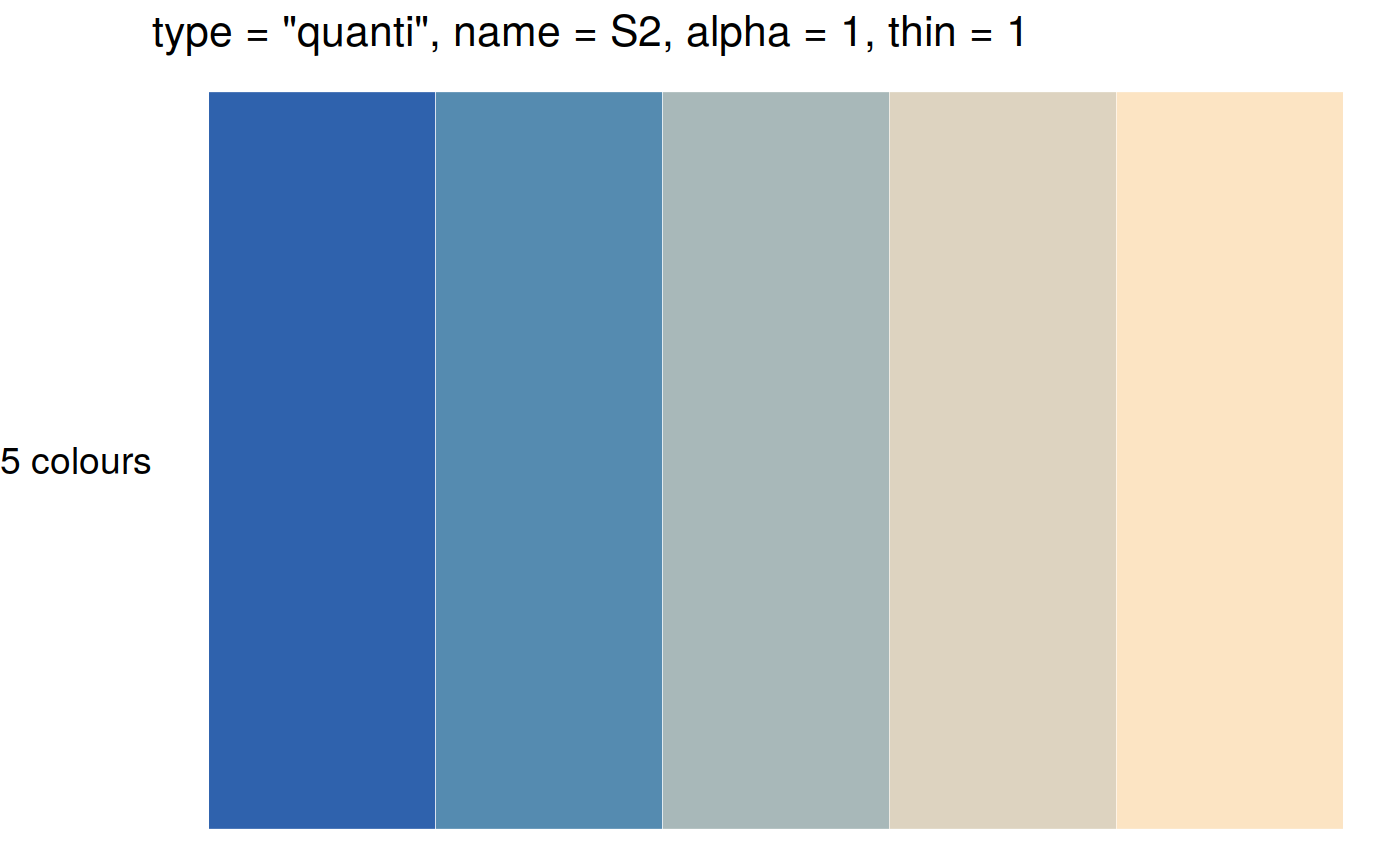 type = "quanti", name = S2, alpha = 1, thin = 1
5 colours